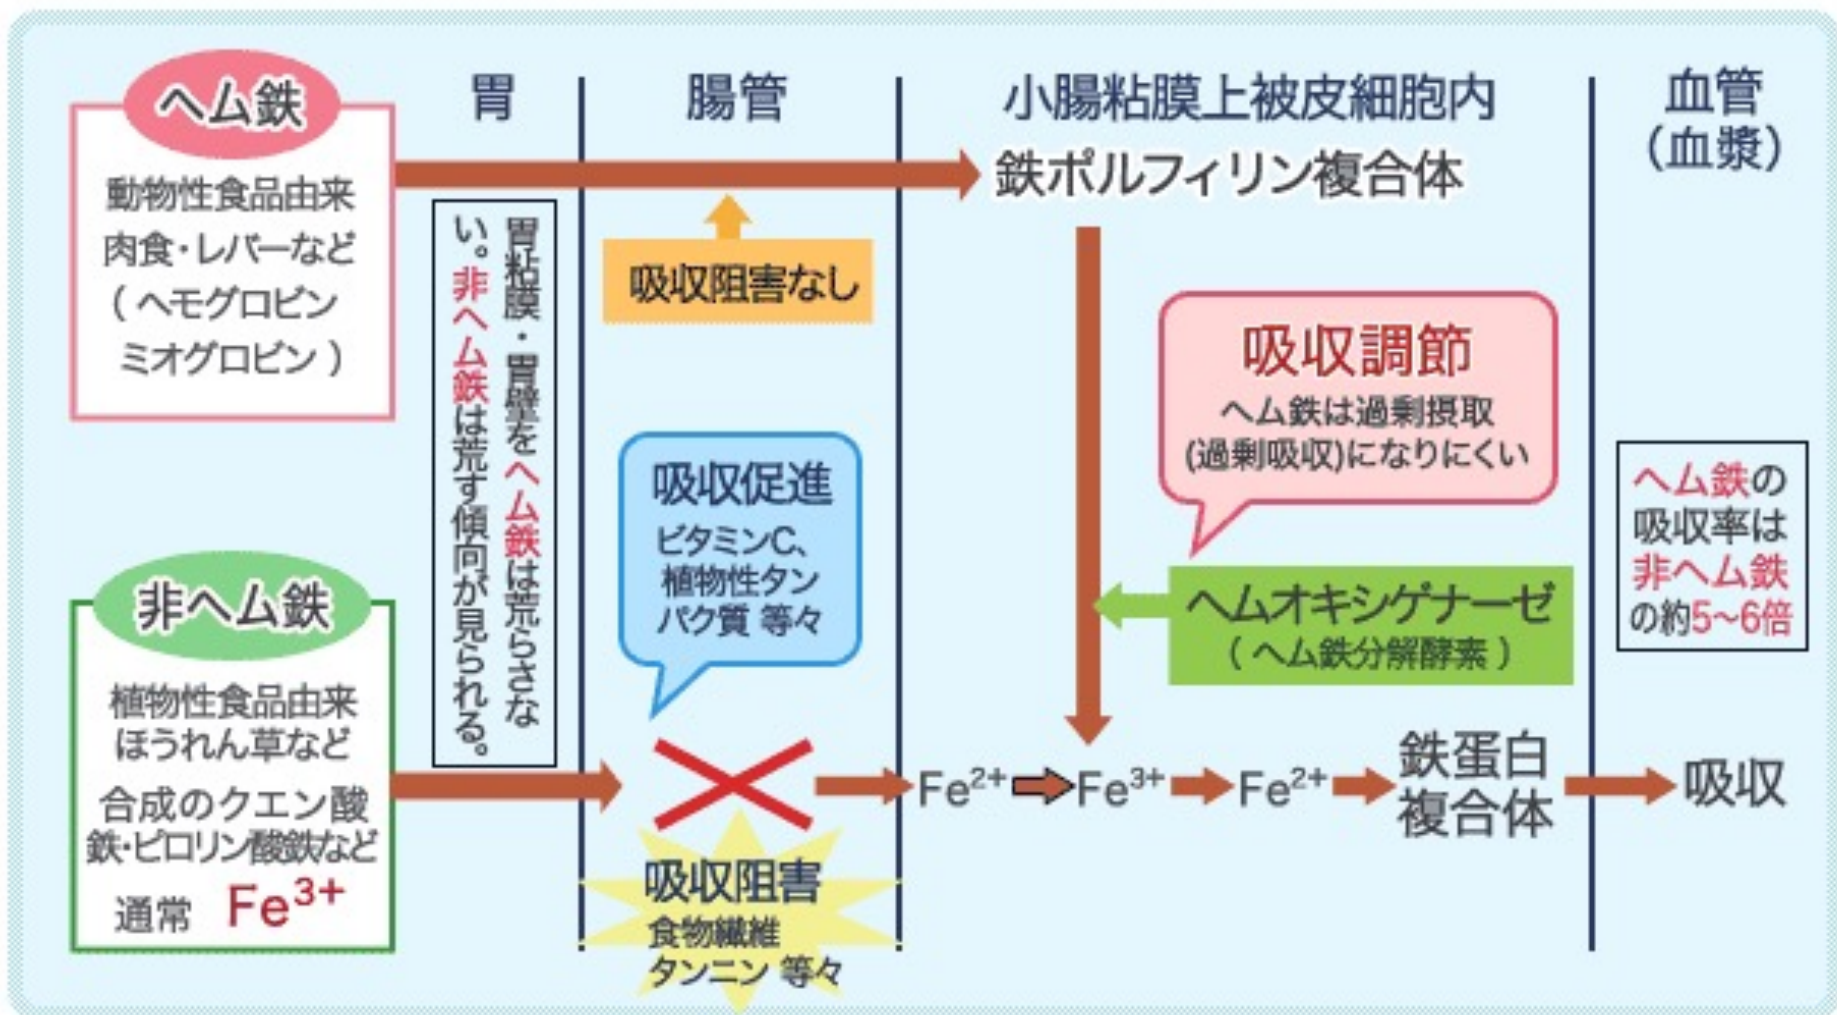 ヘム鉄
動物性食品由来
肉食・レバーなど
（ヘモグロビン
ミオグロビン）
胃
腸管
小腸粘膜上被皮細胞内
血管
（血漿）
鉄ポルフィリン複合体
胃粘膜・胃壁をヘム鉄は荒らさな
い。非ヘム鉄は荒す傾向が見られる。
吸収阻害なし
吸収調節
ヘム鉄は過剰摂取
(過剰吸収)になりにくい
吸収促進
ビタミンC、
植物性タン
パク質 等々
ヘムオキシゲナーゼ
（ヘム鉄分解酵素）
ヘム鉄の
吸収率は
非ヘム鉄
の約5～6倍
非ヘム鉄
植物性食品由来
ほうれん草など
合成のクエン酸
鉄・ピロリン酸鉄など
通常 Fe³⁺
Fe²⁺ Fe³⁺ Fe²⁺
鉄蛋白
複合体
吸収
吸収阻害
食物繊維
タンニン 等々